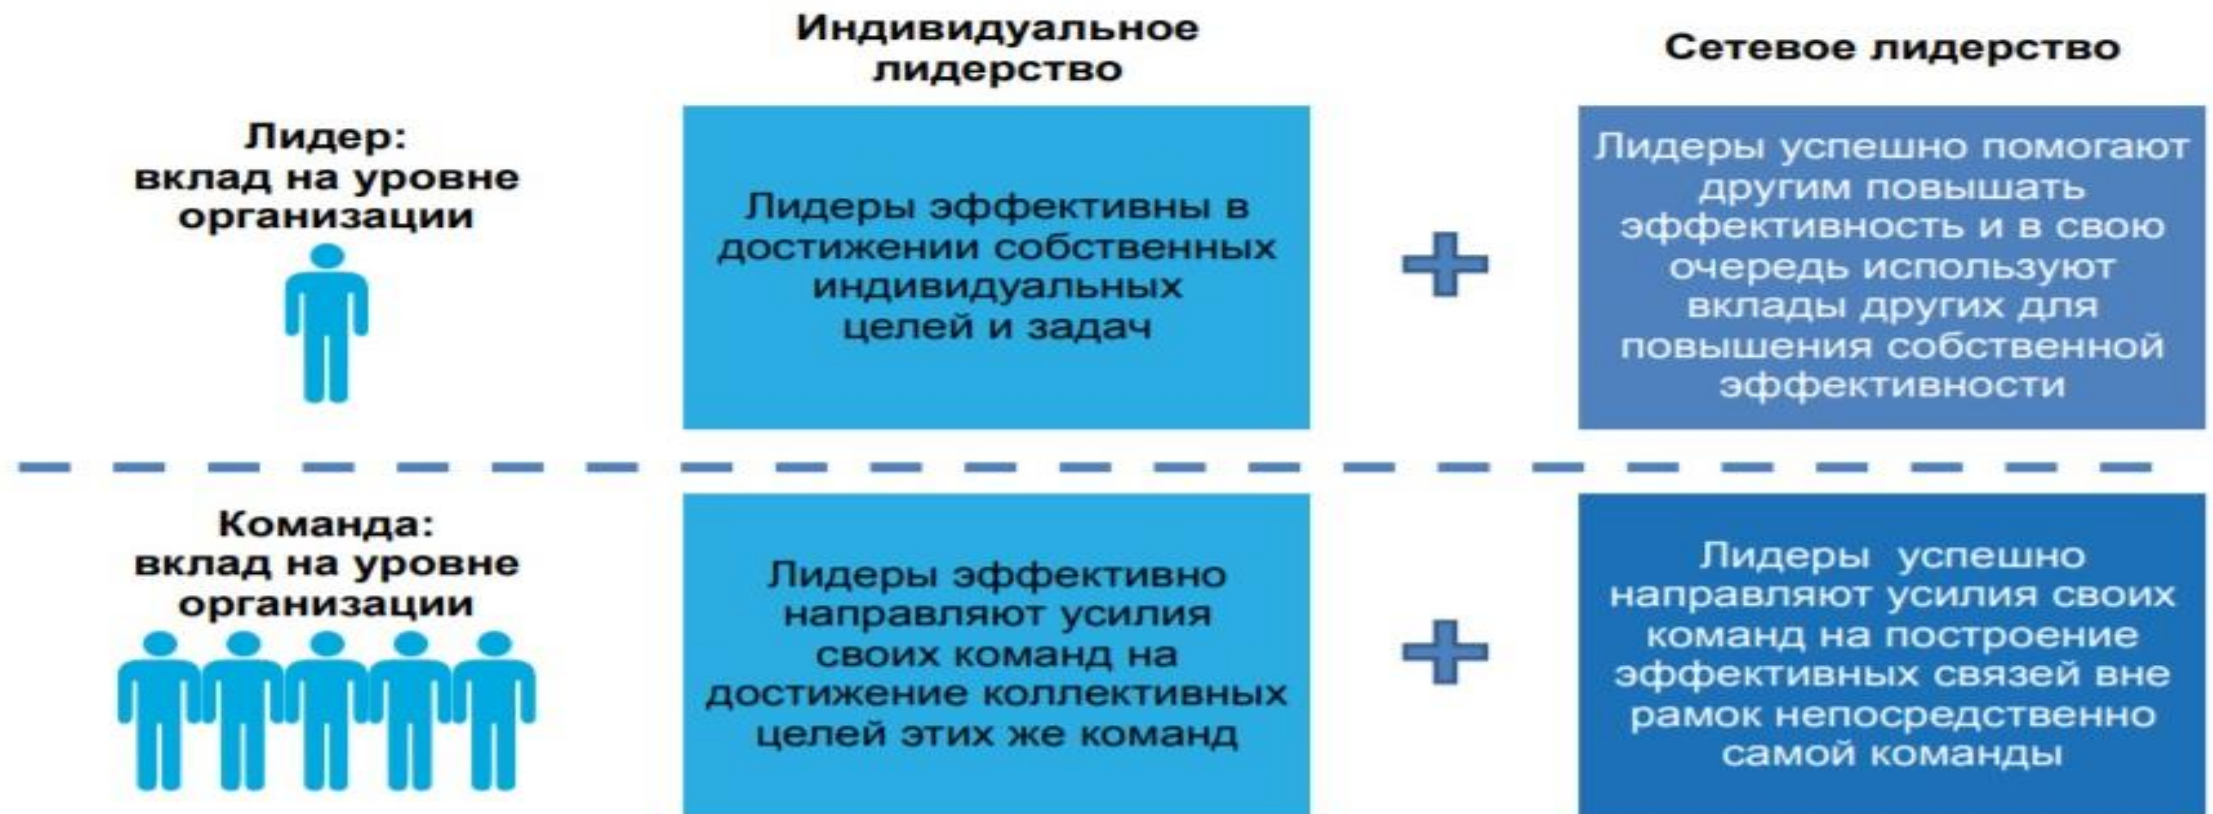 Индивидуальное
лидерство
Сетевое лидерство
Лидер:
вклад на уровне
организации
Лидеры эффективны в
достижении собственных
индивидуальных
целей и задач
Лидеры успешно помогают
другим повышать
эффективность и в свою
очередь используют
вклады других для
повышения собственной
эффективности
Команда:
вклад на уровне
организации
Лидеры эффективно
направляют усилия
своих команд на
достижение коллективных
целей этих же команд
Лидеры успешно
направляют усилия своих
команд на построение
эффективных связей вне
рамок непосредственно
самой команды